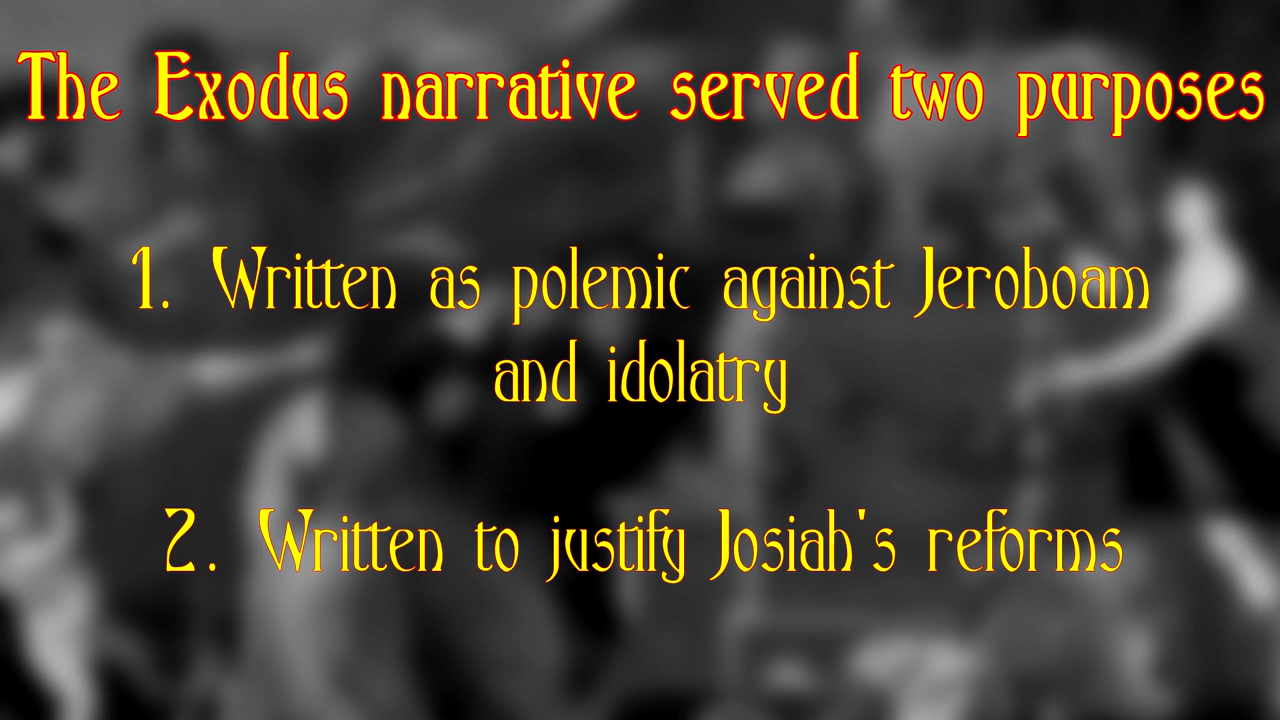 The Exodus narrative served two purposes
1. Written as polemic against Jeroboam
and idolatry
2. Written to justify Josiah's reforms